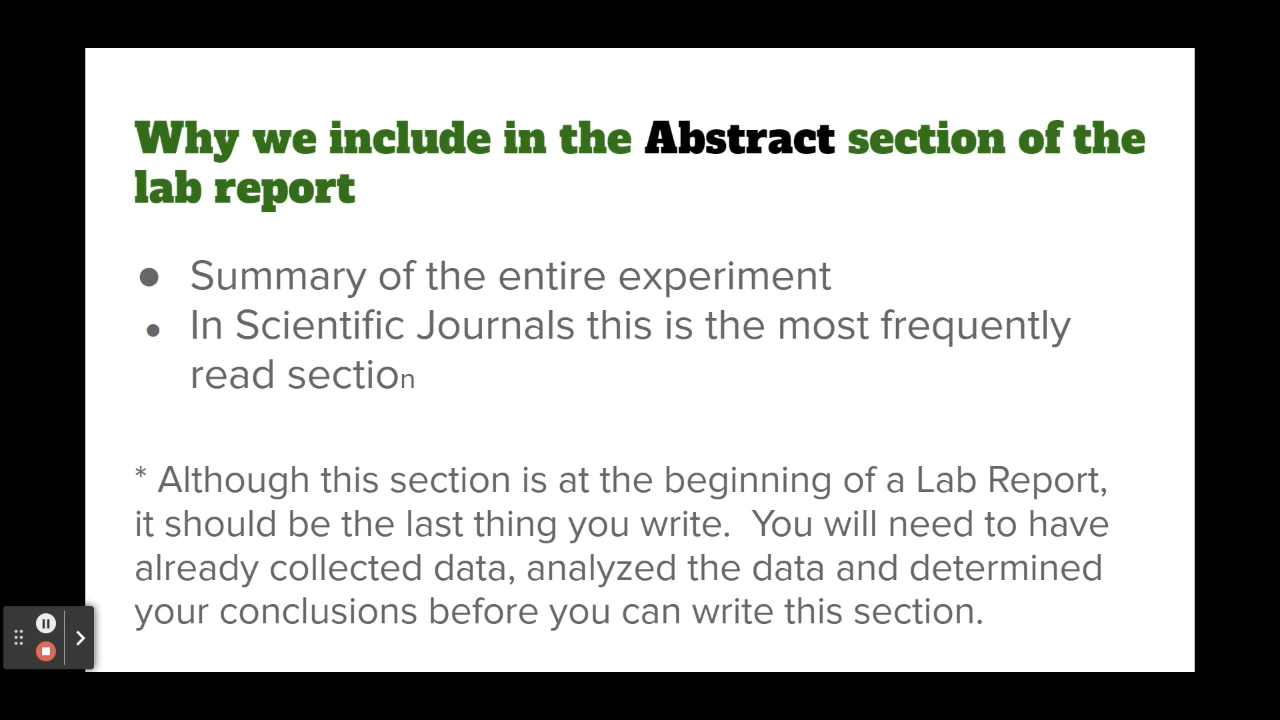 Why we include in the Abstract section of the
lab report
● Summary of the entire experiment
● In Scientific Journals this is the most frequently
read section
* Although this section is at the beginning of a Lab Report,
it should be the last thing you write. You will need to have
already collected data, analyzed the data and determined
your conclusions before you can write this section.